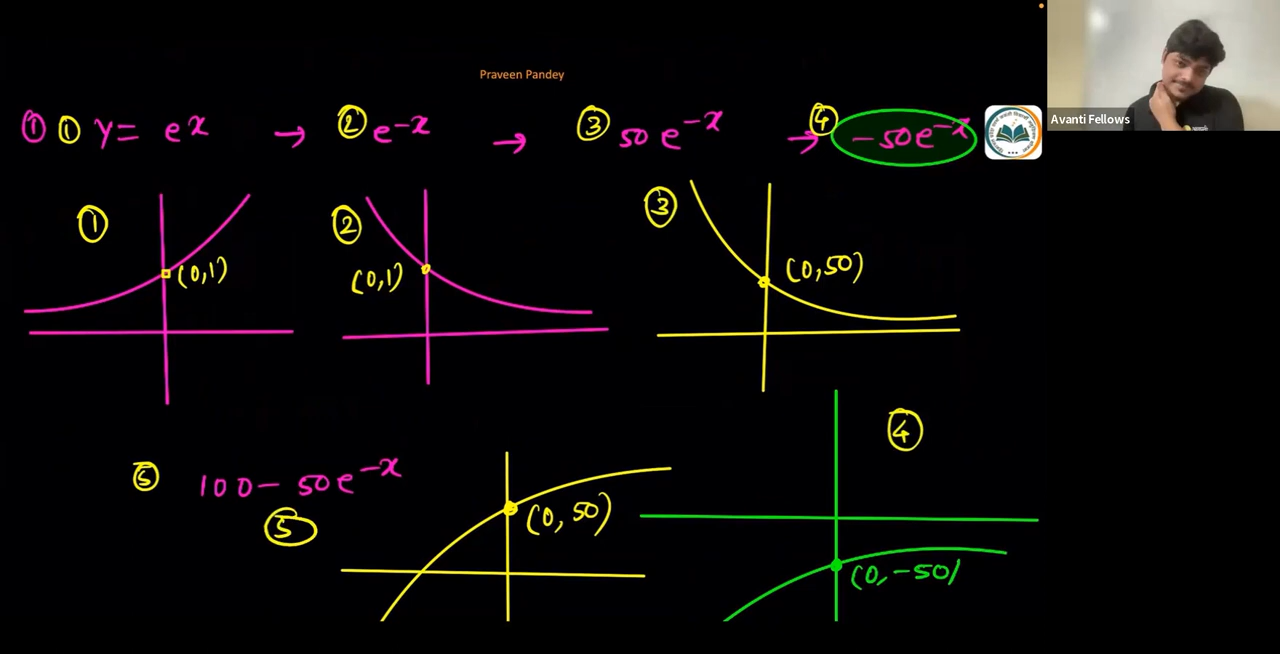 Praveen Pandey
Avanti Fellows
① ① y = e^x → ② e^-x → ③ 50 e^-x → ④ -50e^-x
① (0,1)
② (0,1)
③ (0,50)
④ (0,-50)
⑤ 100 - 50e^-x
⑤ (0, 50)